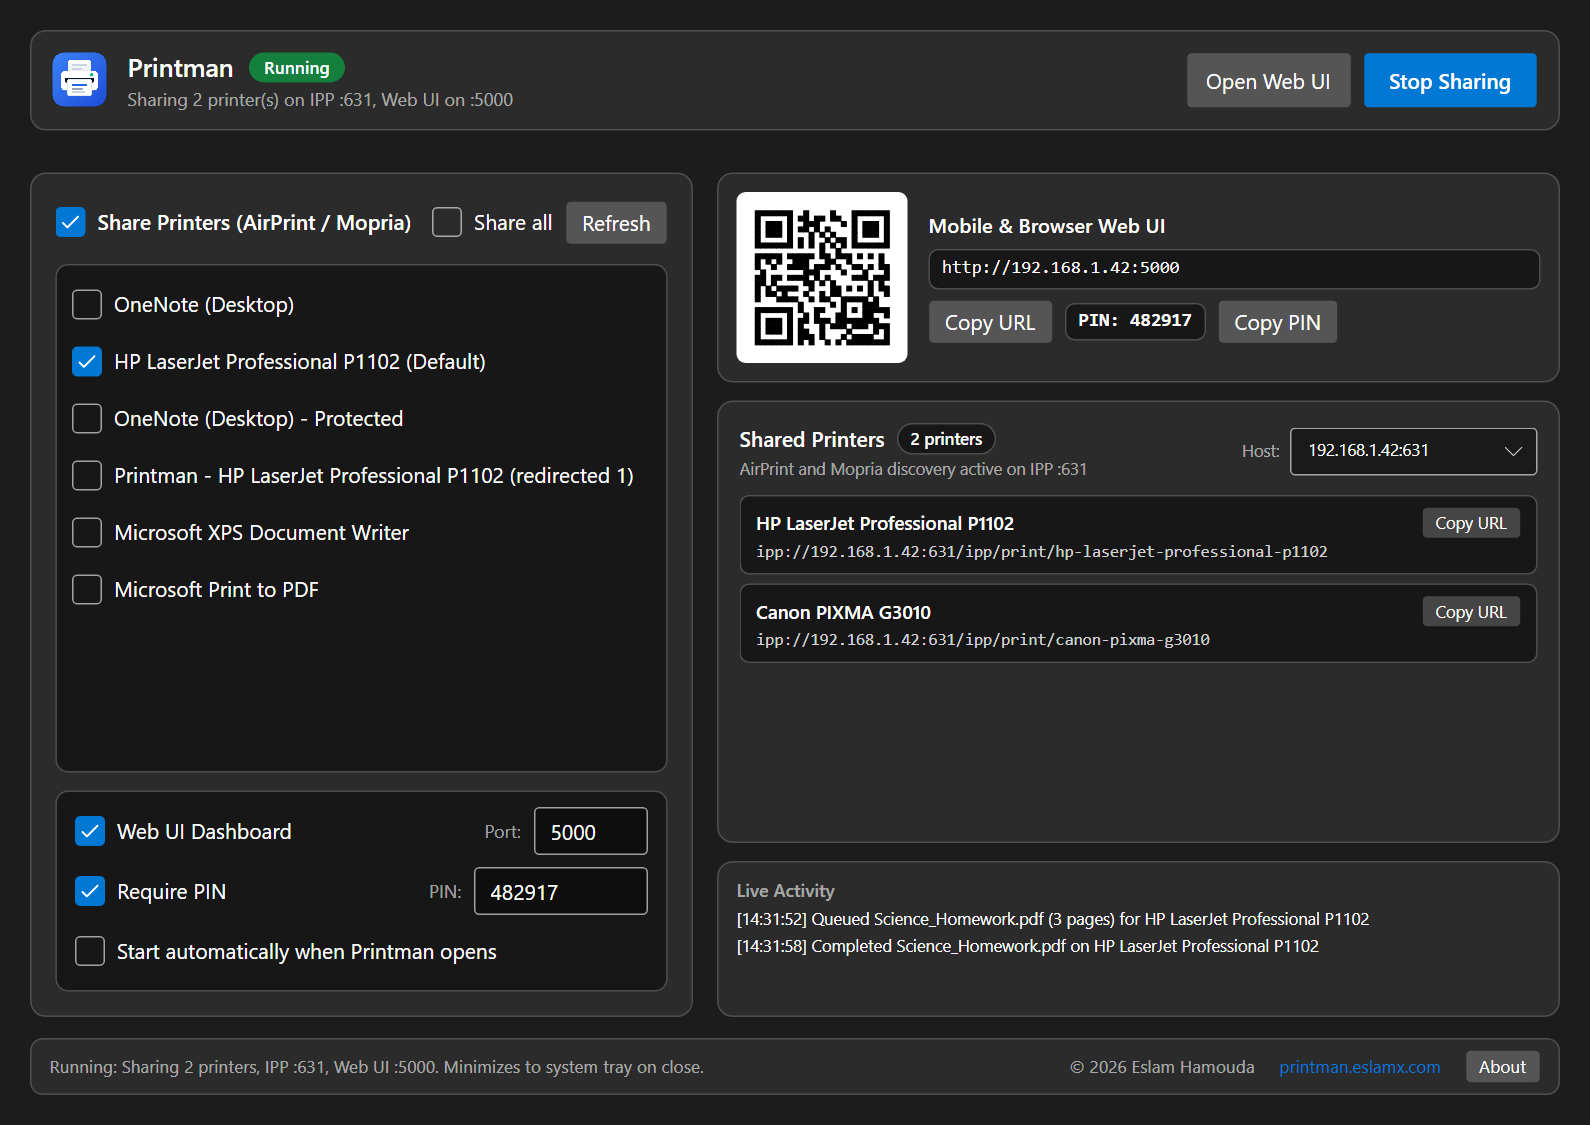 Printman
Running
Sharing 2 printer(s) on IPP :631, Web UI on :5000
Open Web UI
Stop Sharing
Share Printers (AirPrint / Mopria)
Share all
Refresh
OneNote (Desktop)
HP LaserJet Professional P1102 (Default)
OneNote (Desktop) - Protected
Printman - HP LaserJet Professional P1102 (redirected 1)
Microsoft XPS Document Writer
Microsoft Print to PDF
Web UI Dashboard
Port:
5000
Require PIN
PIN:
482917
Start automatically when Printman opens
Mobile & Browser Web UI
http://192.168.1.42:5000
Copy URL
PIN: 482917
Copy PIN
Shared Printers
2 printers
AirPrint and Mopria discovery active on IPP :631
Host:
192.168.1.42:631
HP LaserJet Professional P1102
Copy URL
ipp://192.168.1.42:631/ipp/print/hp-laserjet-professional-p1102
Canon PIXMA G3010
Copy URL
ipp://192.168.1.42:631/ipp/print/canon-pixma-g3010
Live Activity
[14:31:52] Queued Science_Homework.pdf (3 pages) for HP LaserJet Professional P1102
[14:31:58] Completed Science_Homework.pdf on HP LaserJet Professional P1102
Running: Sharing 2 printers, IPP :631, Web UI :5000. Minimizes to system tray on close.
© 2026 Eslam Hamouda
printman.eslamx.com
About